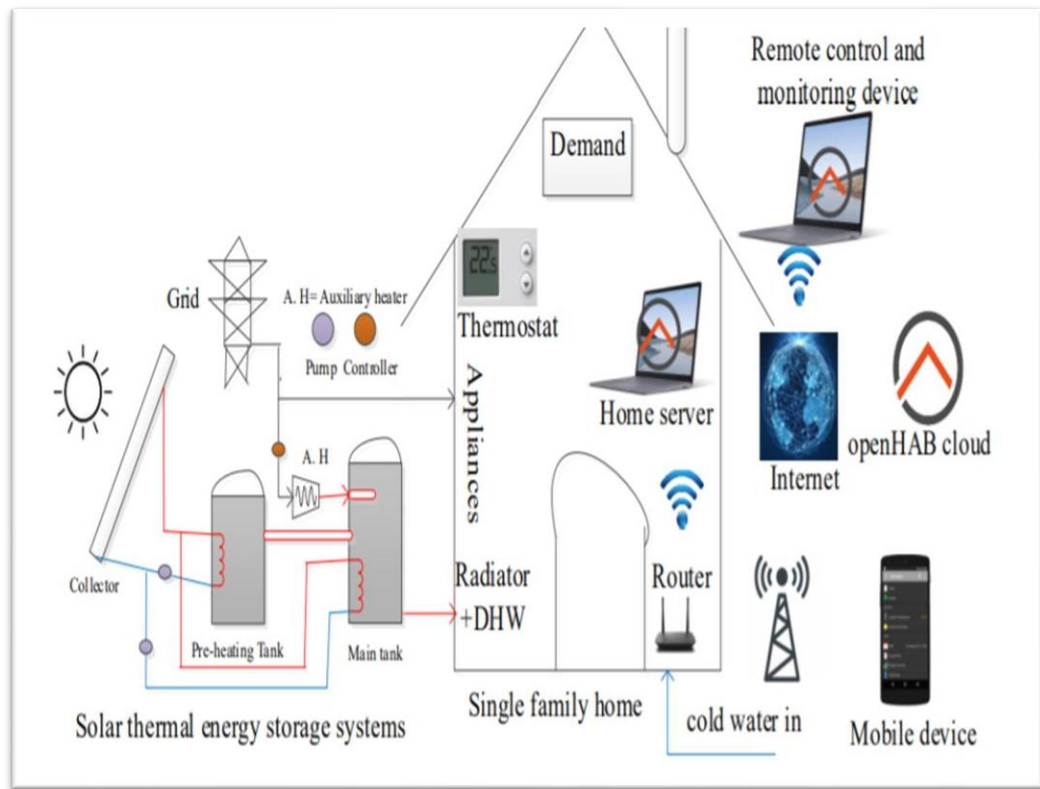 Remote control and
monitoring device
Demand
22.5
Grid
A. H= Auxiliary heater
Thermostat
Pump Controller
Appliances
Home server
openHAB cloud
Internet
A. H
Collector
Radiator
+DHW
Router
Pre-heating Tank
Main tank
Single family home
cold water in
Mobile device
Solar thermal energy storage systems